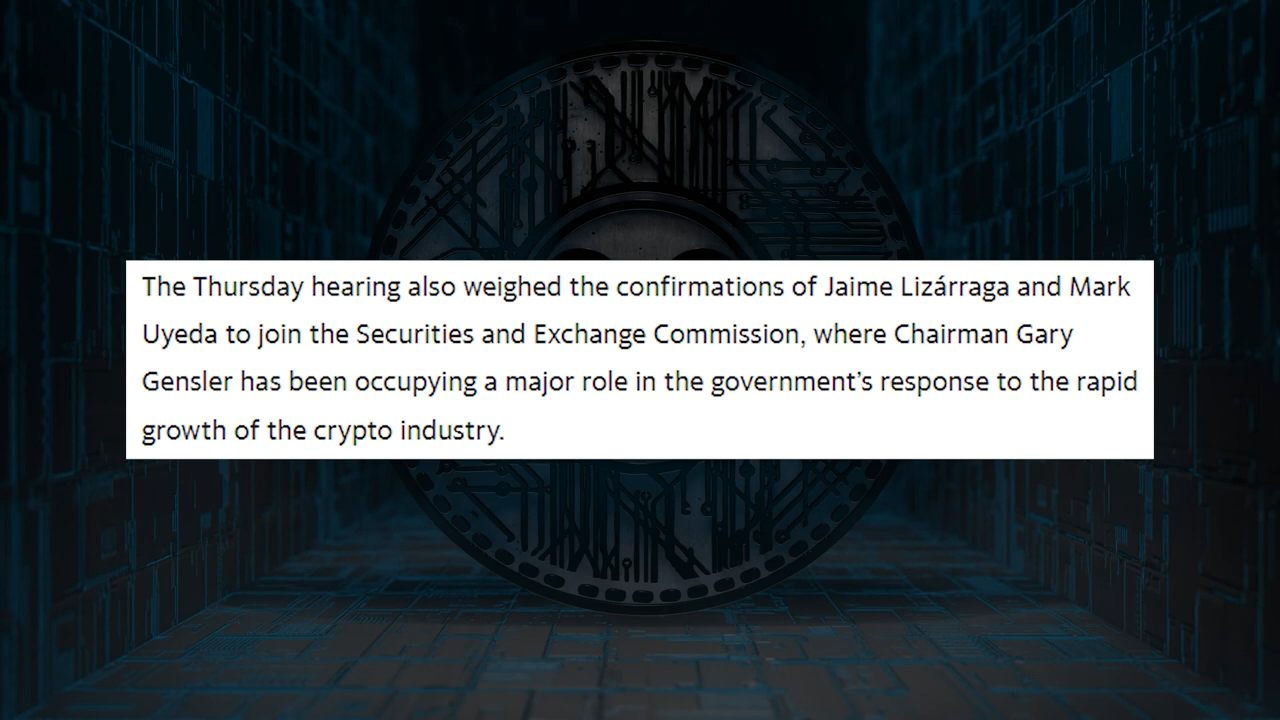 The Thursday hearing also weighed the confirmations of Jaime Lizárraga and Mark
Uyeda to join the Securities and Exchange Commission, where Chairman Gary
Gensler has been occupying a major role in the government’s response to the rapid
growth of the crypto industry.